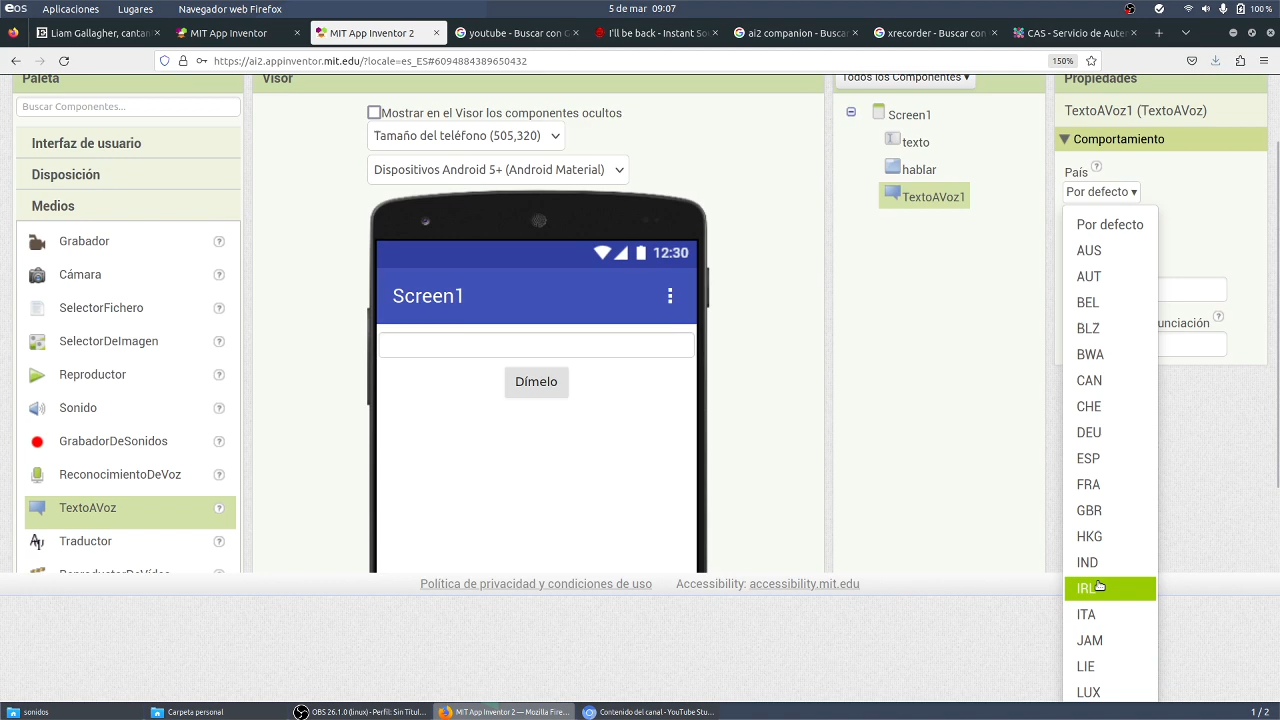 eos Aplicaciones Lugares Navegador web Firefox 5 de mar 09:07 100%
Liam Gallagher, cantan MIT App Inventor MIT App Inventor 2 youtube - Buscar con G I'll be back - Instant So ai2 companion - Buscar xrecorder - Buscar con CAS - Servicio de Auten
https://ai2.appinventor.mit.edu/?locale=es_ES#6094884389650432 150%
Paleta Visor Todos los Componentes Propiedades
Buscar Componentes...
Interfaz de usuario
Disposición
Medios
Grabador
Cámara
SelectorFichero
SelectorDeImagen
Reproductor
Sonido
GrabadorDeSonidos
ReconocimientoDeVoz
TextoAVoz
Traductor
ReproductorDeVídeo
Mostrar en el Visor los componentes ocultos
Tamaño del teléfono (505,320)
Dispositivos Android 5+ (Android Material)
12:30
Screen1
Dímelo
Screen1
texto
hablar
TextoAVoz1
TextoAVoz1 (TextoAVoz)
Comportamiento
País
Por defecto
Por defecto
AUS
AUT
BEL
BLZ
BWA
CAN
CHE
DEU
ESP
FRA
GBR
HKG
IND
IRL
ITA
JAM
LIE
LUX
unciación
Política de privacidad y condiciones de uso Accessibility: accessibility.mit.edu
sonidos Carpeta personal OBS 26.1.0 (linux) - Perfil: Sin Titul... MIT App Inventor 2 — Mozilla Firef... Contenido del canal - YouTube Stu... 1 / 2